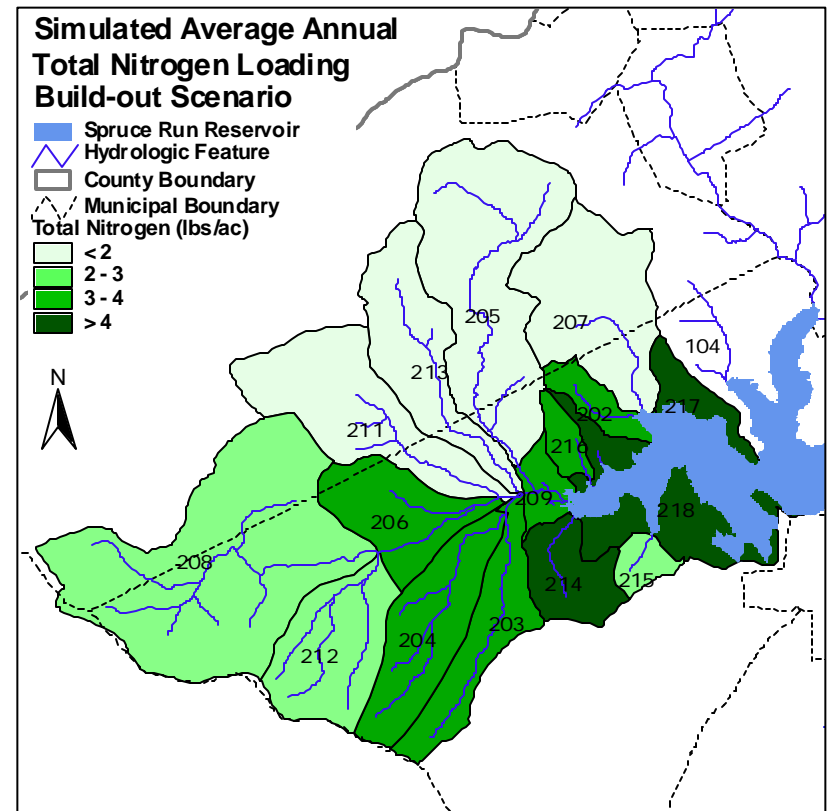 Simulated Average Annual
Total Nitrogen Loading
Build-out Scenario
Spruce Run Reservoir
Hydrologic Feature
County Boundary
Municipal Boundary
Total Nitrogen (lbs/ac)
< 2
2 - 3
3 - 4
> 4
N
205
207
104
213
217
202
211
216
209
218
206
208
214
215
203
204
212